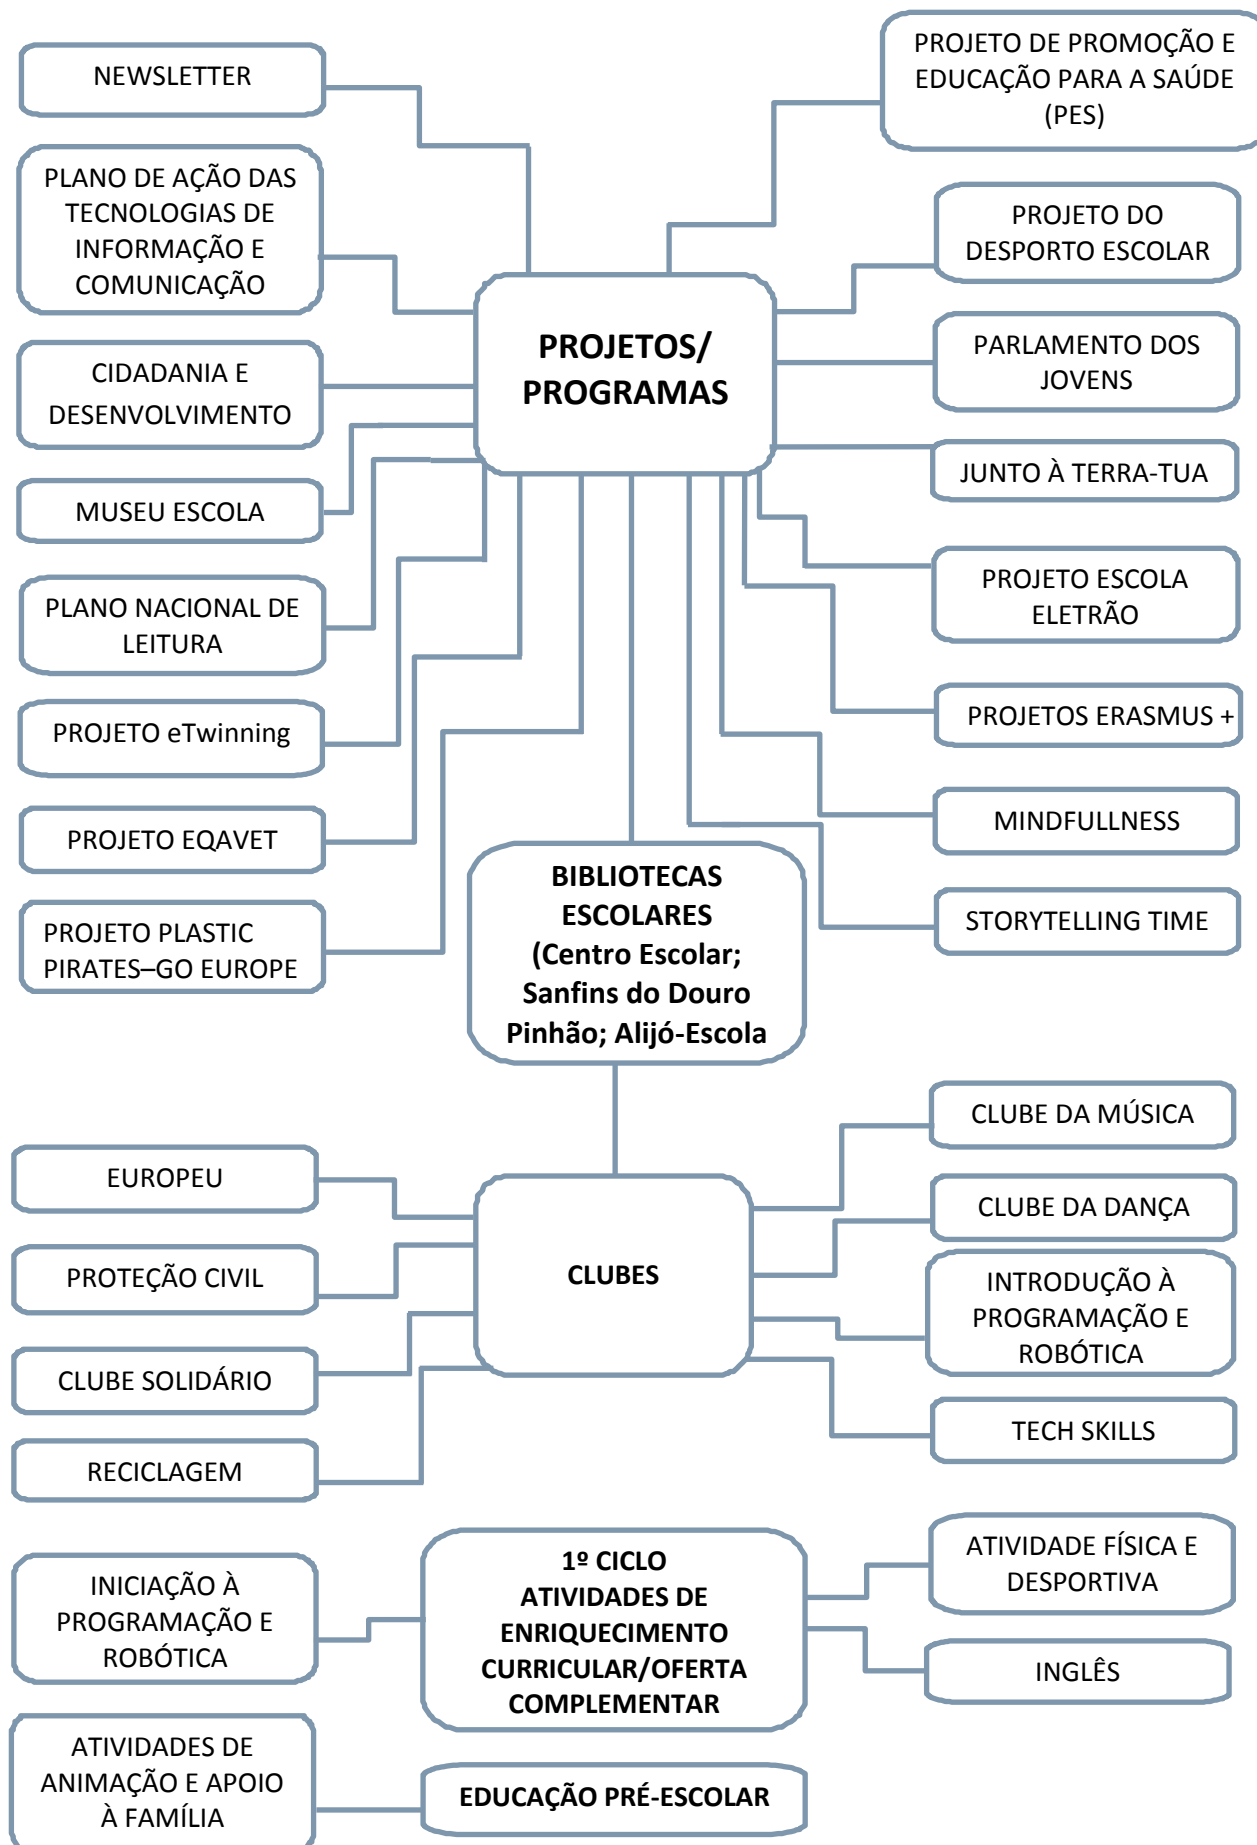 NEWSLETTER
PLANO DE AÇÃO DAS
TECNOLOGIAS DE
INFORMAÇÃO E
COMUNICAÇÃO
CIDADANIA E
DESENVOLVIMENTO
MUSEU ESCOLA
PLANO NACIONAL DE
LEITURA
PROJETO eTwinning
PROJETO EQAVET
PROJETO PLASTIC
PIRATES–GO EUROPE
PROJETOS/
PROGRAMAS
PROJETO DE PROMOÇÃO E
EDUCAÇÃO PARA A SAÚDE
(PES)
PROJETO DO
DESPORTO ESCOLAR
PARLAMENTO DOS
JOVENS
JUNTO À TERRA-TUA
PROJETO ESCOLA
ELETRÃO
PROJETOS ERASMUS +
MINDFULLNESS
STORYTELLING TIME
BIBLIOTECAS
ESCOLARES
(Centro Escolar;
Sanfins do Douro
Pinhão; Alijó-Escola
EUROPEU
PROTEÇÃO CIVIL
CLUBE SOLIDÁRIO
RECICLAGEM
CLUBES
CLUBE DA MÚSICA
CLUBE DA DANÇA
INTRODUÇÃO À
PROGRAMAÇÃO E
ROBÓTICA
TECH SKILLS
INICIAÇÃO À
PROGRAMAÇÃO E
ROBÓTICA
1º CICLO
ATIVIDADES DE
ENRIQUECIMENTO
CURRICULAR/OFERTA
COMPLEMENTAR
ATIVIDADE FÍSICA E
DESPORTIVA
INGLÊS
ATIVIDADES DE
ANIMAÇÃO E APOIO
À FAMÍLIA
EDUCAÇÃO PRÉ-ESCOLAR